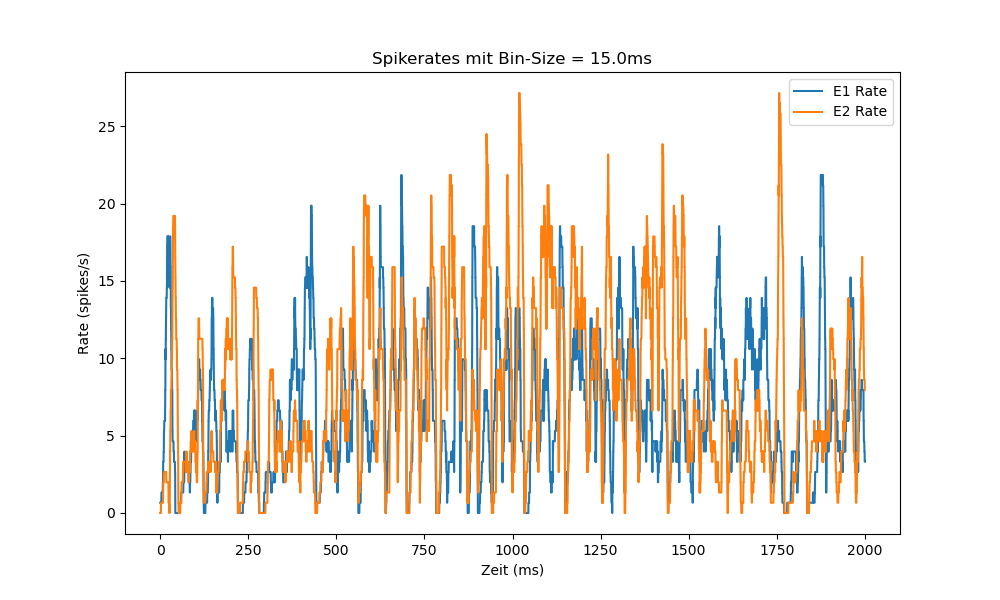 Spikerates mit Bin-Size = 15.0ms
E1 Rate
E2 Rate
Rate (spikes/s)
25
20
15
10
5
0
0 250 500 750 1000 1250 1500 1750 2000
Zeit (ms)